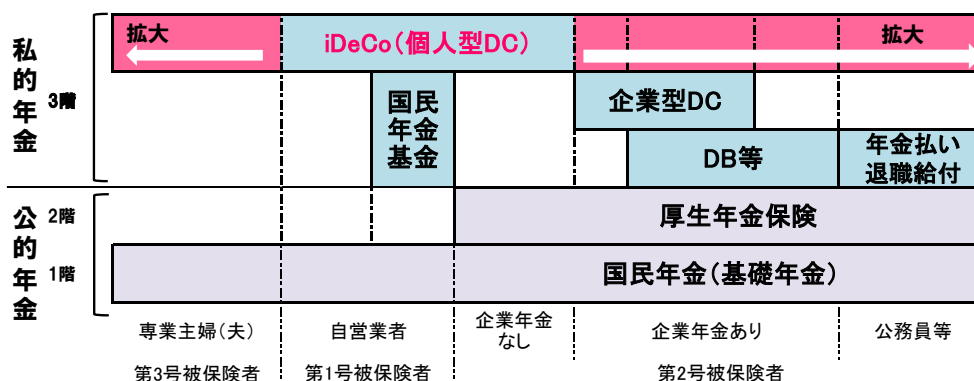 拡大
iDeCo(個人型DC)
拡大
私的年金
3階
国民
年金
基金
企業型DC
DB等
年金払い
退職給付
公的年金
2階
厚生年金保険
1階
国民年金(基礎年金)
専業主婦(夫)
自営業者
企業年金
なし
企業年金あり
公務員等
第3号被保険者
第1号被保険者
第2号被保険者